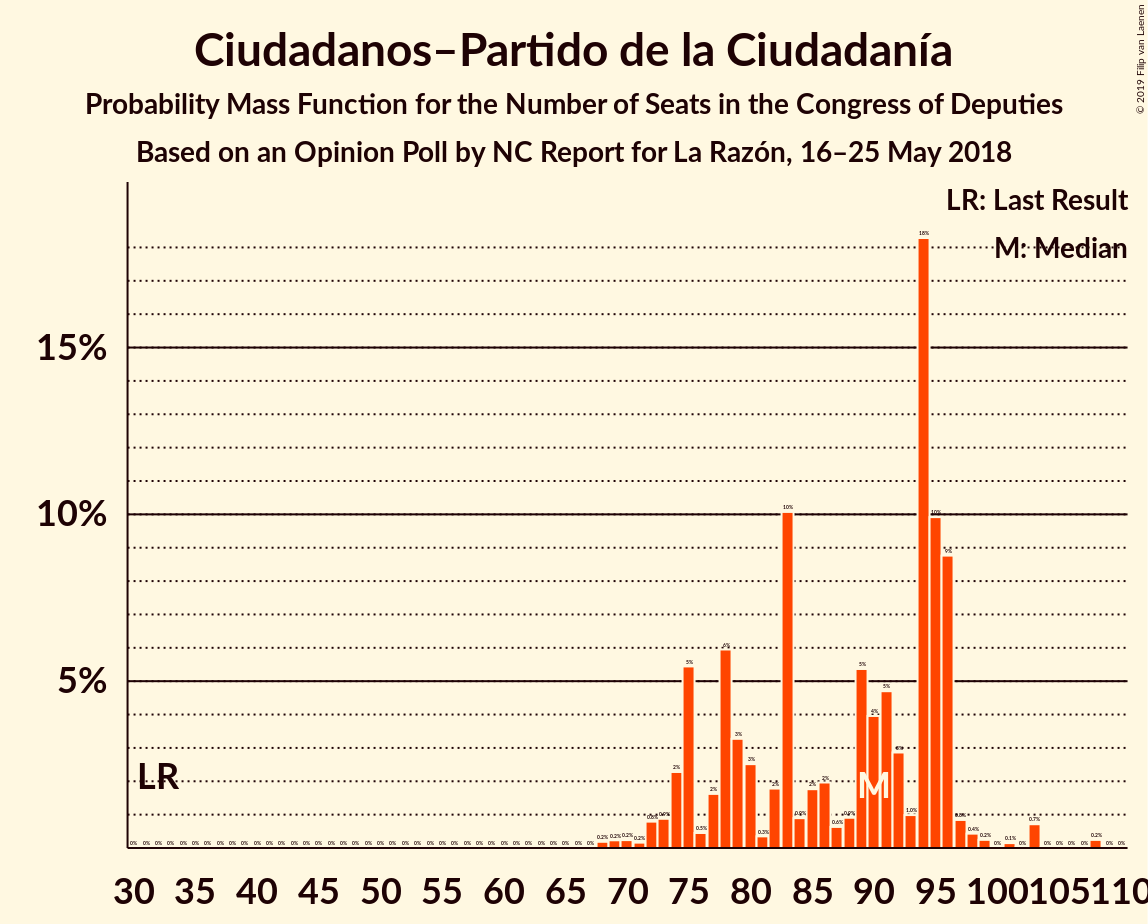 Ciudadanos–Partido de la Ciudadanía
Probability Mass Function for the Number of Seats in the Congress of Deputies
Based on an Opinion Poll by NC Report for La Razón, 16–25 May 2018
© 2019 Filip van Laenen
LR: Last Result
M: Median
15%
10%
5%
LR
M
30 35 40 45 50 55 60 65 70 75 80 85 90 95 100 105 110